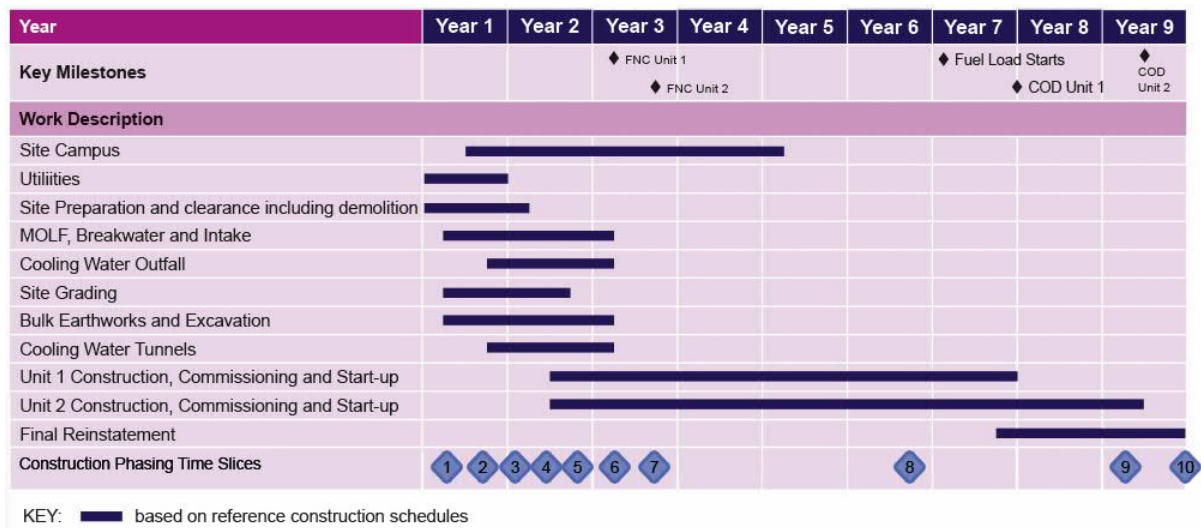 Year Year 1 Year 2 Year 3 Year 4 Year 5 Year 6 Year 7 Year 8 Year 9
Key Milestones
FNC Unit 1
FNC Unit 2
Fuel Load Starts
COD Unit 1
COD
Unit 2
Work Description
Site Campus
Utiliities
Site Preparation and clearance including demolition
MOLF, Breakwater and Intake
Cooling Water Outfall
Site Grading
Bulk Earthworks and Excavation
Cooling Water Tunnels
Unit 1 Construction, Commissioning and Start-up
Unit 2 Construction, Commissioning and Start-up
Final Reinstatement
Construction Phasing Time Slices 1 2 3 4 5 6 7 8 9 10
KEY: based on reference construction schedules